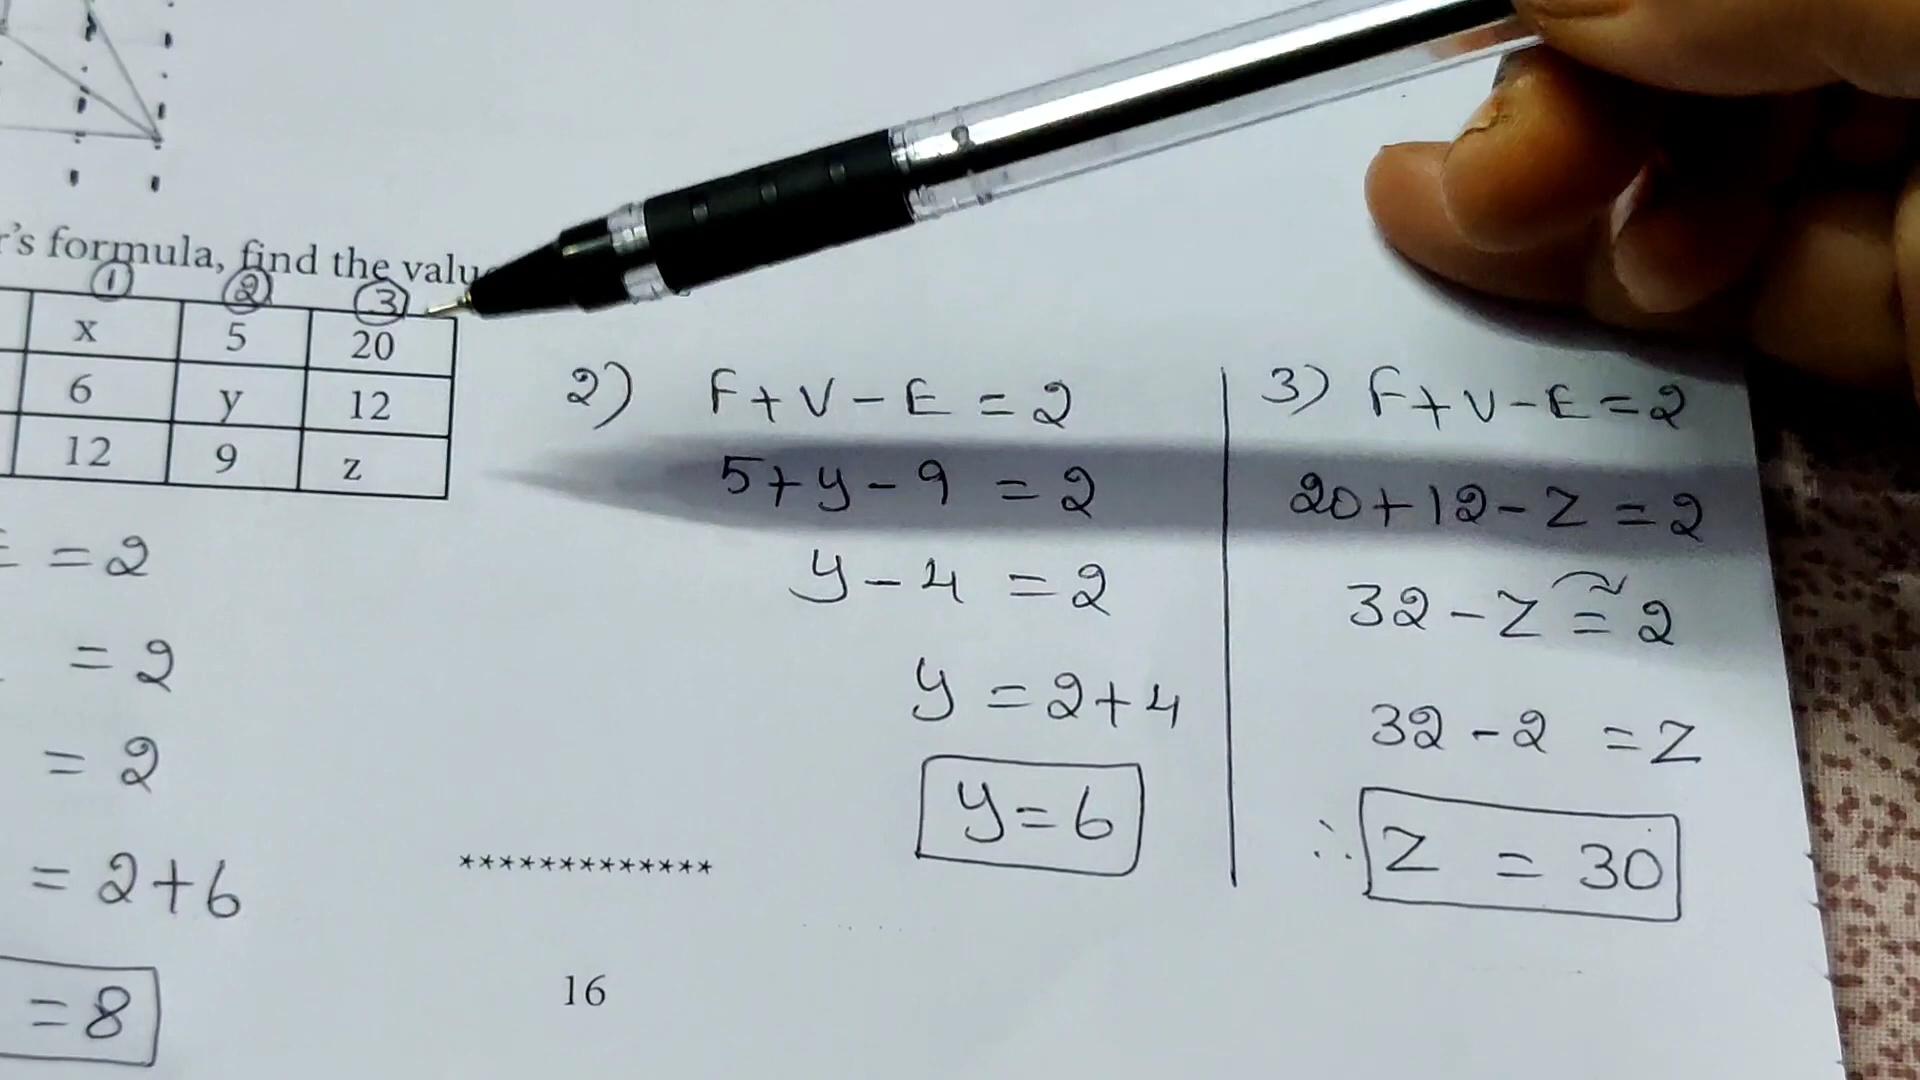 r's formula, find the valu
① ② ③
x 5 20
6 y 12
12 9 z
= 2
= 2
= 2
= 2+6
= 8
2) F+V-E = 2
5+y-9 = 2
y-4 = 2
y = 2+4
y = 6
3) F+V-E = 2
20+12-z = 2
32-z = 2
32-2 = z
∴ z = 30
*************
16